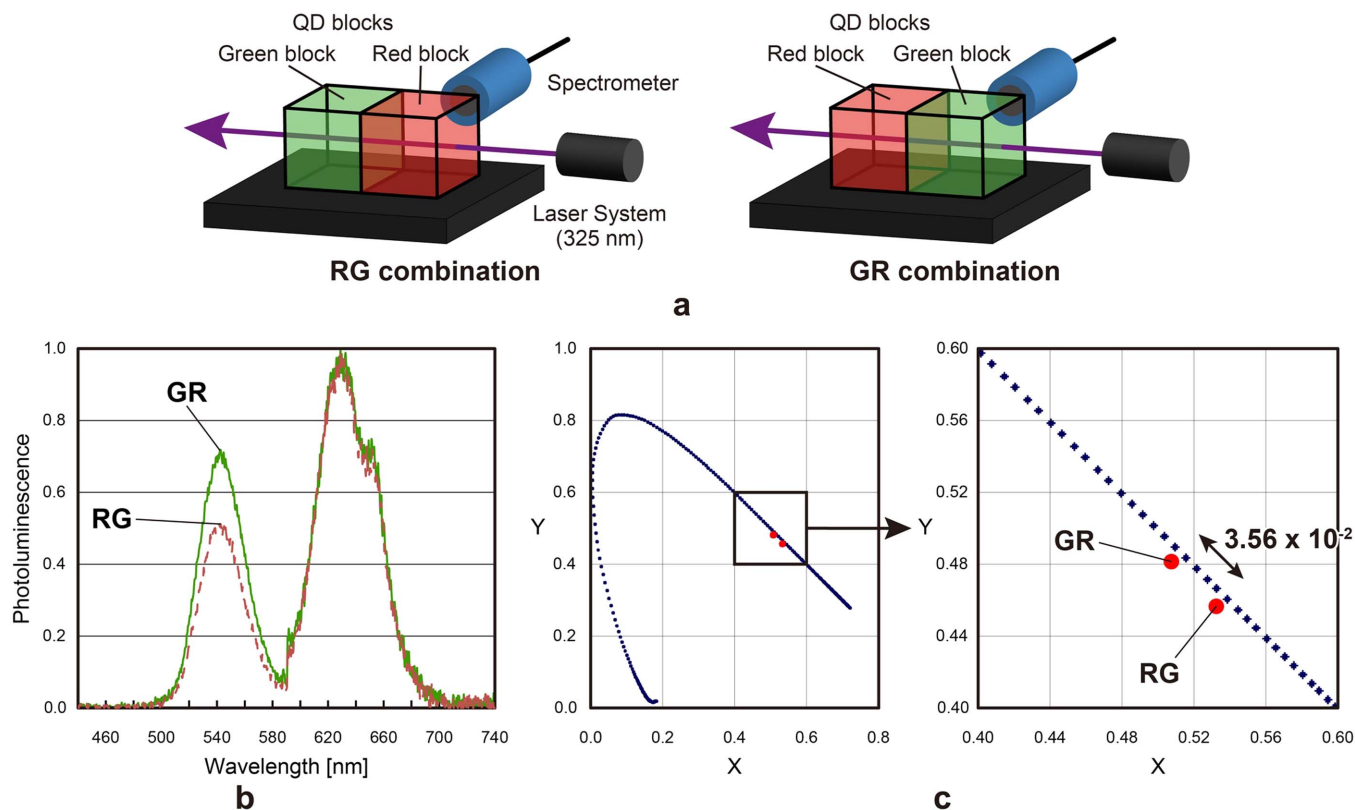 QD blocks
Green block
Red block
Spectrometer
Laser System
(325 nm)
RG combination
QD blocks
Red block
Green block
GR combination
a
1.0
0.8
0.6
0.4
0.2
0.0
Photoluminescence
GR
RG
460 500 540 580 620 660 700 740
Wavelength [nm]
b
1.0
0.8
0.6
0.4
0.2
0.0
Y
0.0 0.2 0.4 0.6 0.8
X
0.60
0.56
0.52
0.48
0.44
0.40
Y
GR
3.56 x 10-2
RG
0.40 0.44 0.48 0.52 0.56 0.60
X
c